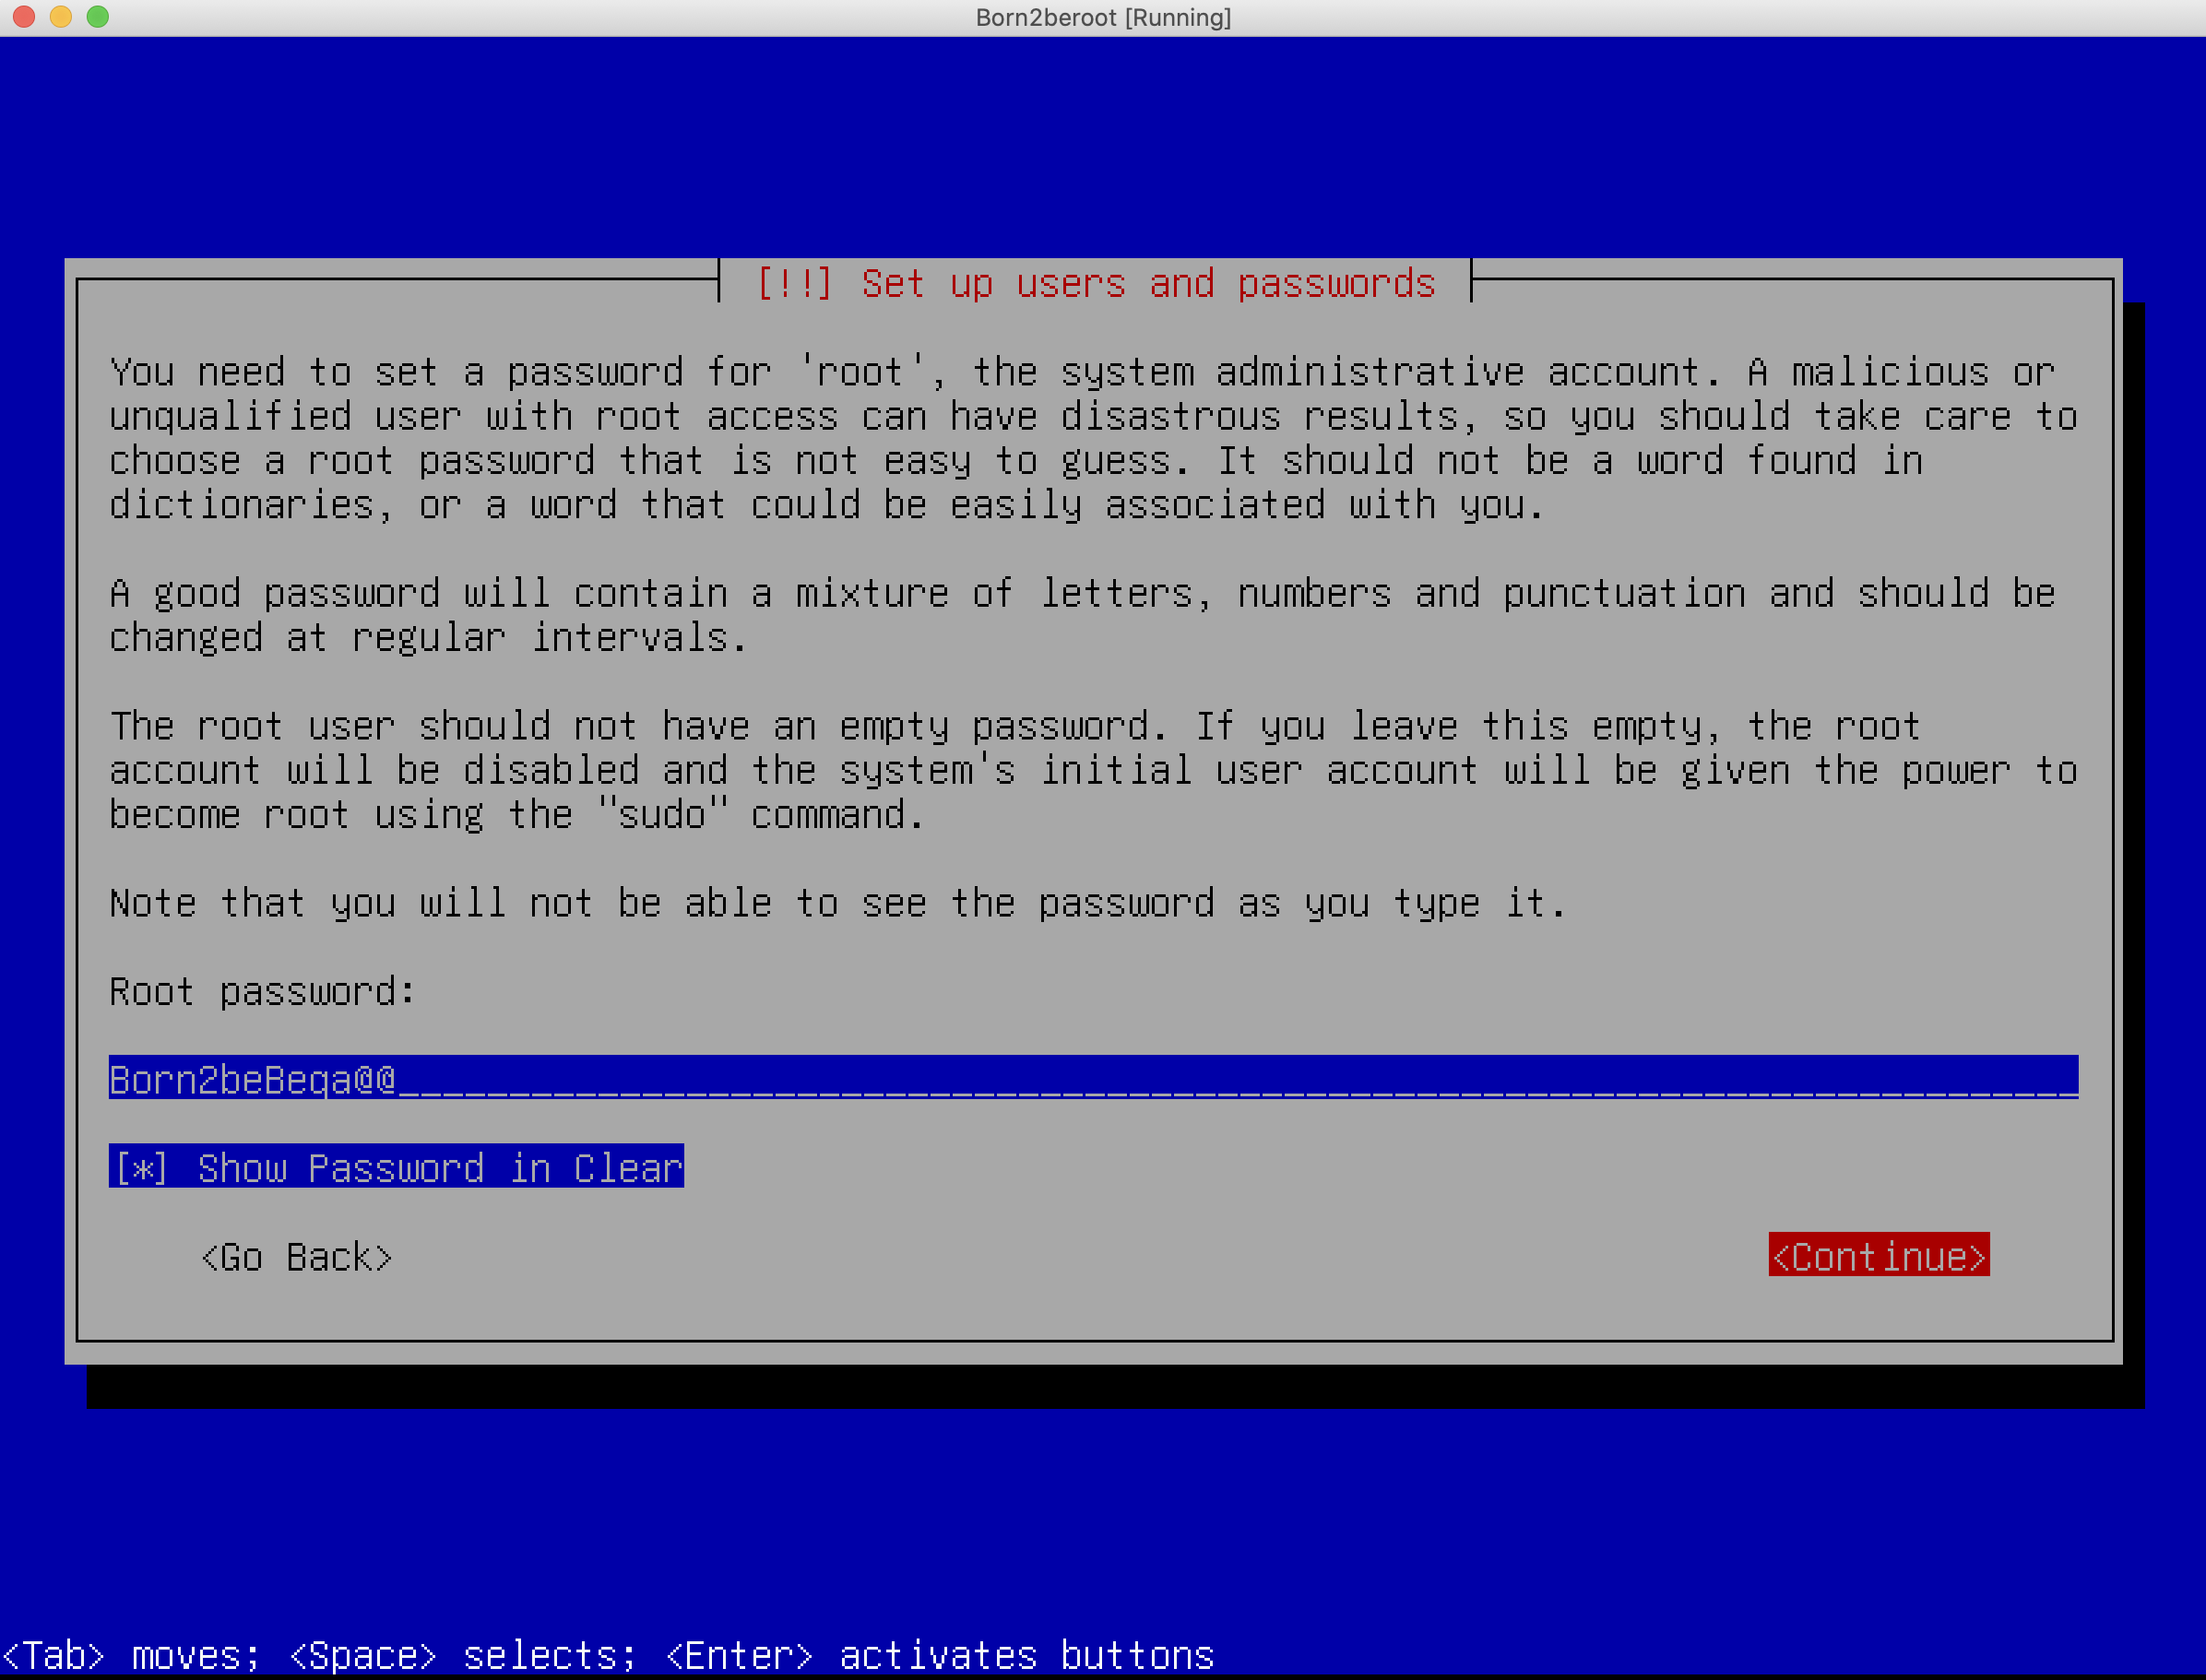 Born2beroot [Running]
[!!] Set up users and passwords
You need to set a password for 'root', the system administrative account. A malicious or
unqualified user with root access can have disastrous results, so you should take care to
choose a root password that is not easy to guess. It should not be a word found in
dictionaries, or a word that could be easily associated with you.
A good password will contain a mixture of letters, numbers and punctuation and should be
changed at regular intervals.
The root user should not have an empty password. If you leave this empty, the root
account will be disabled and the system's initial user account will be given the power to
become root using the "sudo" command.
Note that you will not be able to see the password as you type it.
Root password:
Born2beBeqa@@____________________________________________________________________________
[*] Show Password in Clear
<Go Back> <Continue>
<Tab> moves; <Space> selects; <Enter> activates buttons